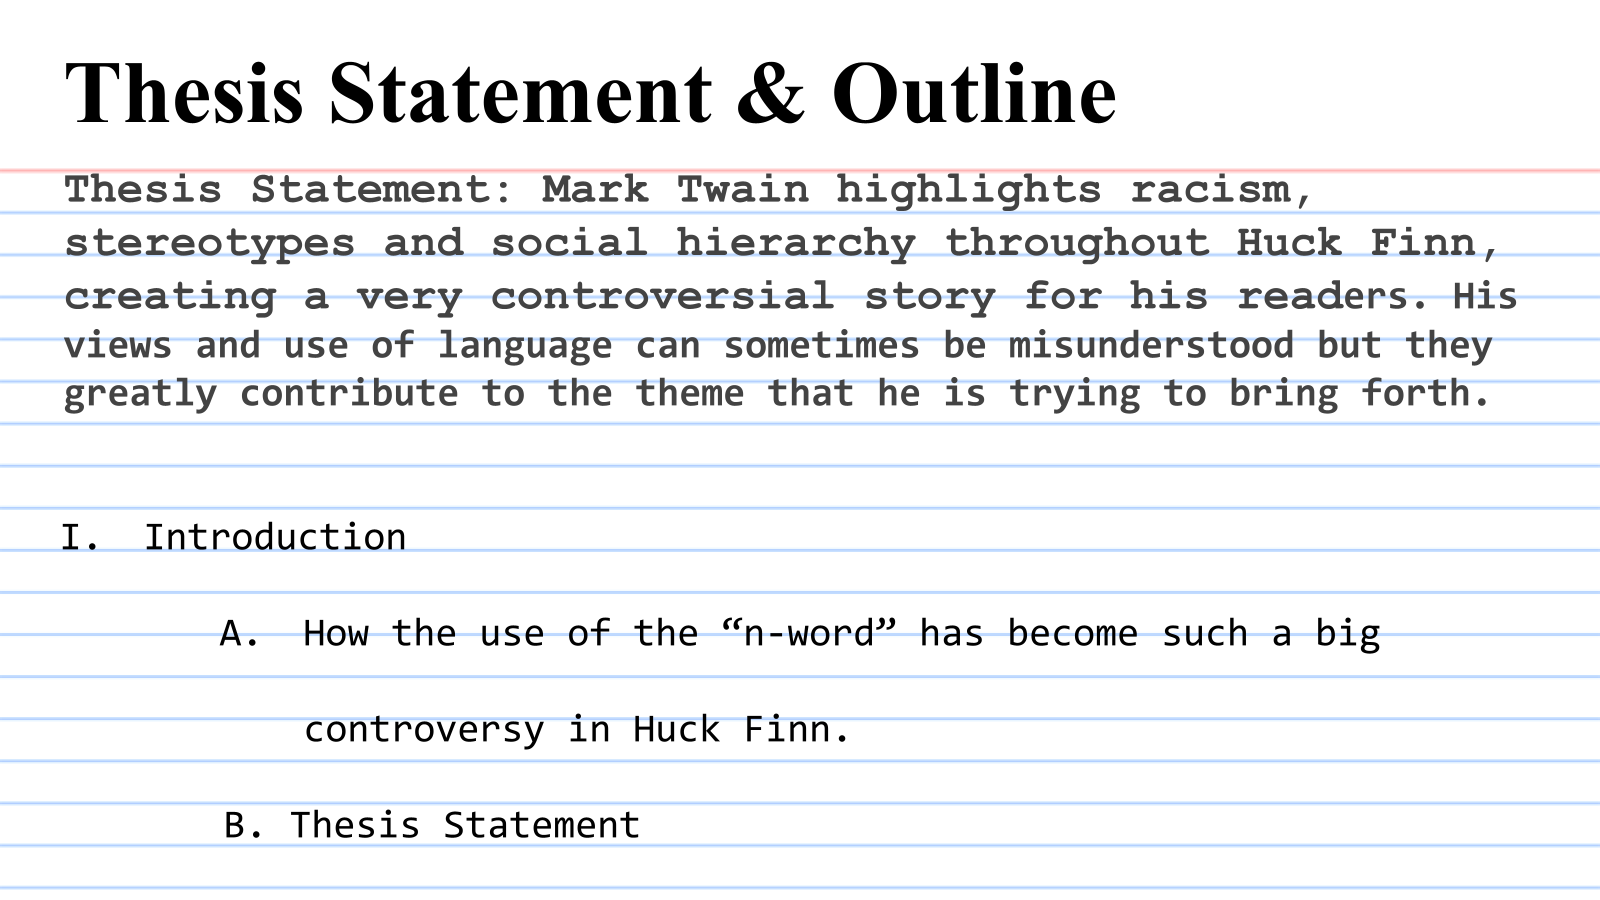 Thesis Statement & Outline
Thesis Statement: Mark Twain highlights racism,
stereotypes and social hierarchy throughout Huck Finn,
creating a very controversial story for his readers. His
views and use of language can sometimes be misunderstood but they
greatly contribute to the theme that he is trying to bring forth.
I. Introduction
A. How the use of the “n-word” has become such a big
controversy in Huck Finn.
B. Thesis Statement